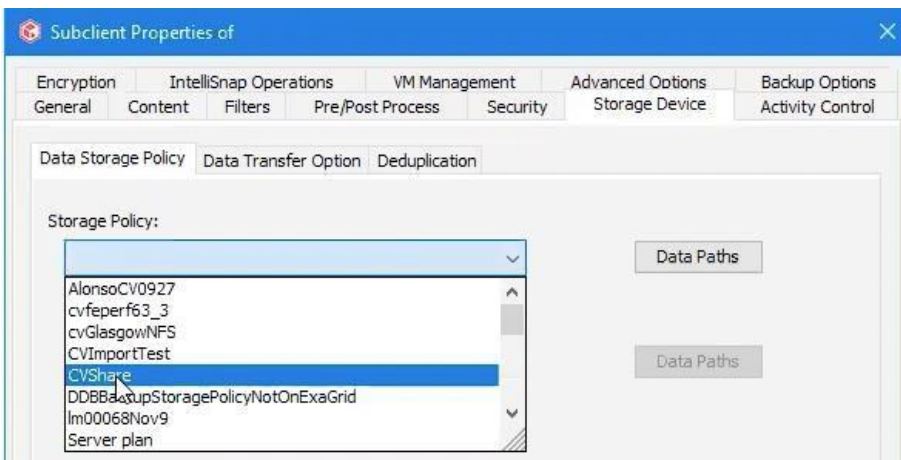 Subclient Properties of
Encryption IntelliSnap Operations VM Management Advanced Options Backup Options
General Content Filters Pre/Post Process Security Storage Device Activity Control
Data Storage Policy Data Transfer Option Deduplication
Storage Policy:
Data Paths
AlonsoCV0927
cvfeperf63_3
cvGlasgowNFS
CVImportTest
Data Paths
CVShare
DDBBackupStoragePolicyNotOnExaGrid
lm00068Nov9
Server plan